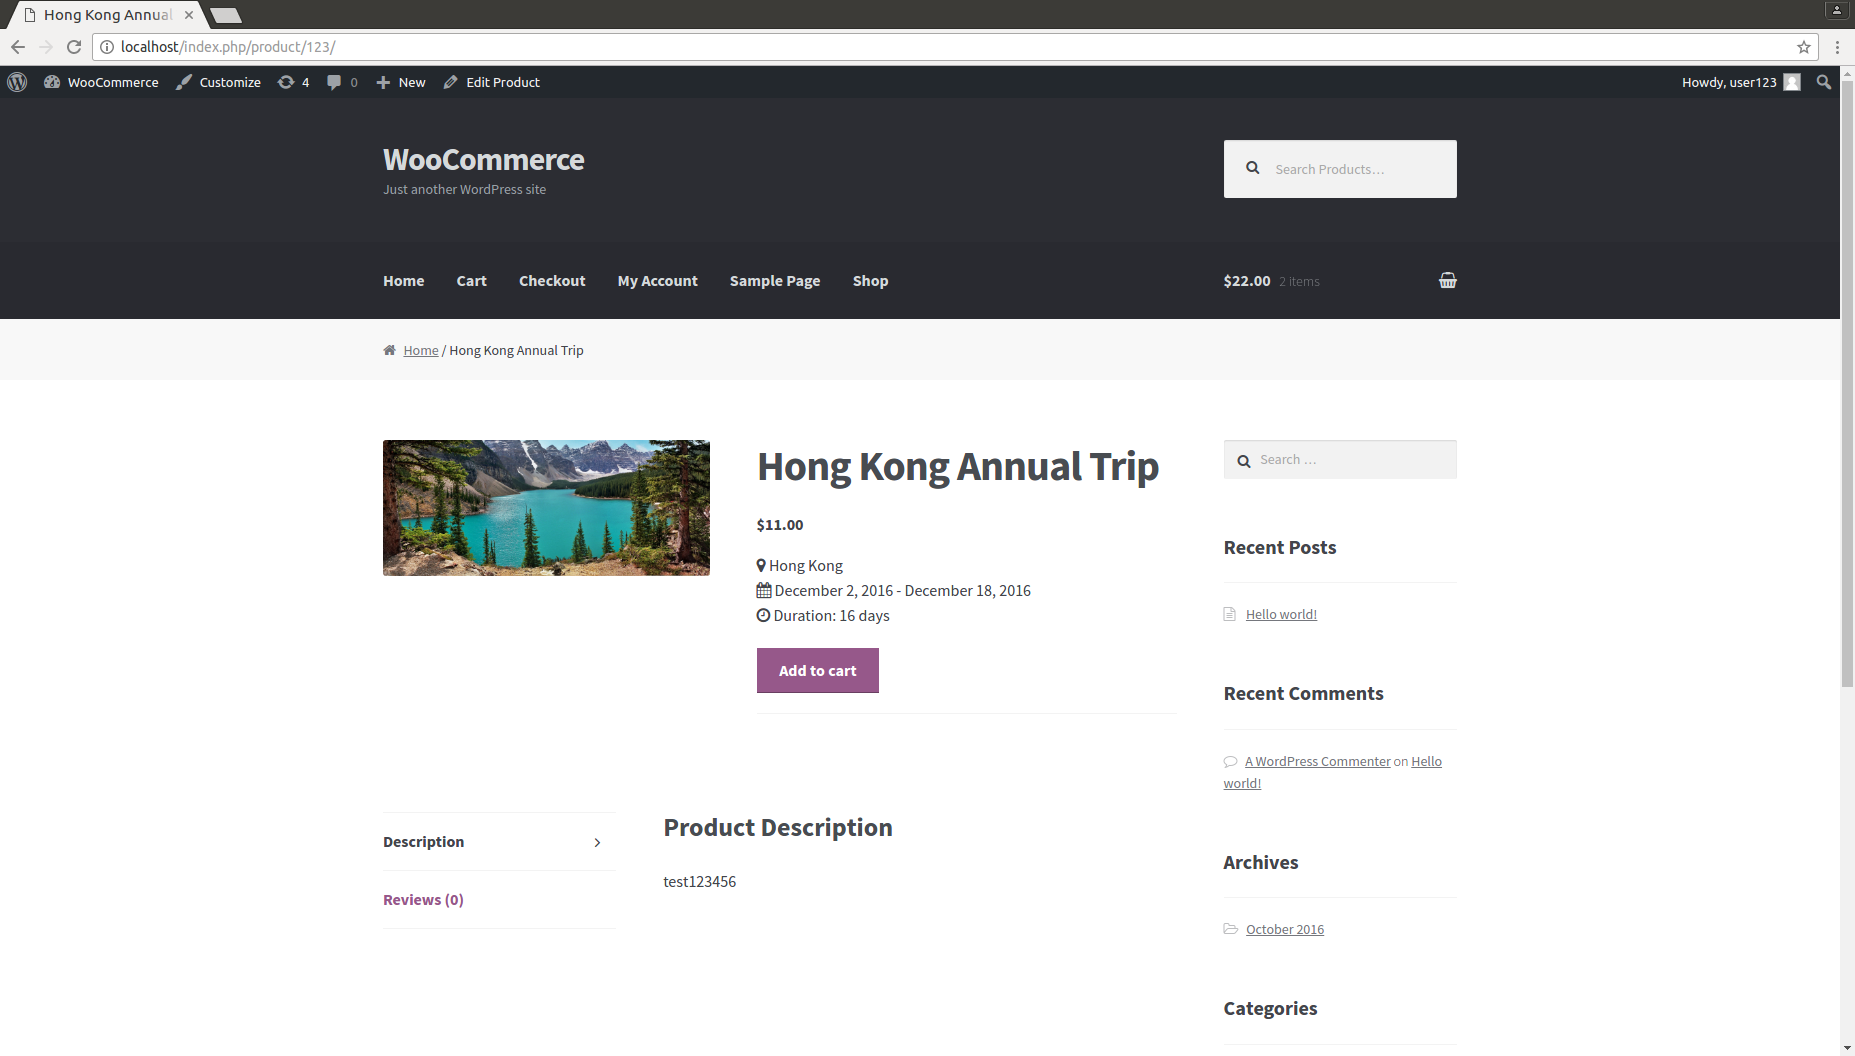 Hong Kong Annual
localhost/index.php/product/123/
WooCommerce Customize 4 0 New Edit Product Howdy, user123
WooCommerce
Just another WordPress site
Search Products…
Home Cart Checkout My Account Sample Page Shop $22.00 2 items
Home / Hong Kong Annual Trip
Hong Kong Annual Trip
$11.00
Hong Kong
December 2, 2016 - December 18, 2016
Duration: 16 days
Add to cart
Description
Reviews (0)
Product Description
test123456
Search …
Recent Posts
Hello world!
Recent Comments
A WordPress Commenter on Hello
world!
Archives
October 2016
Categories